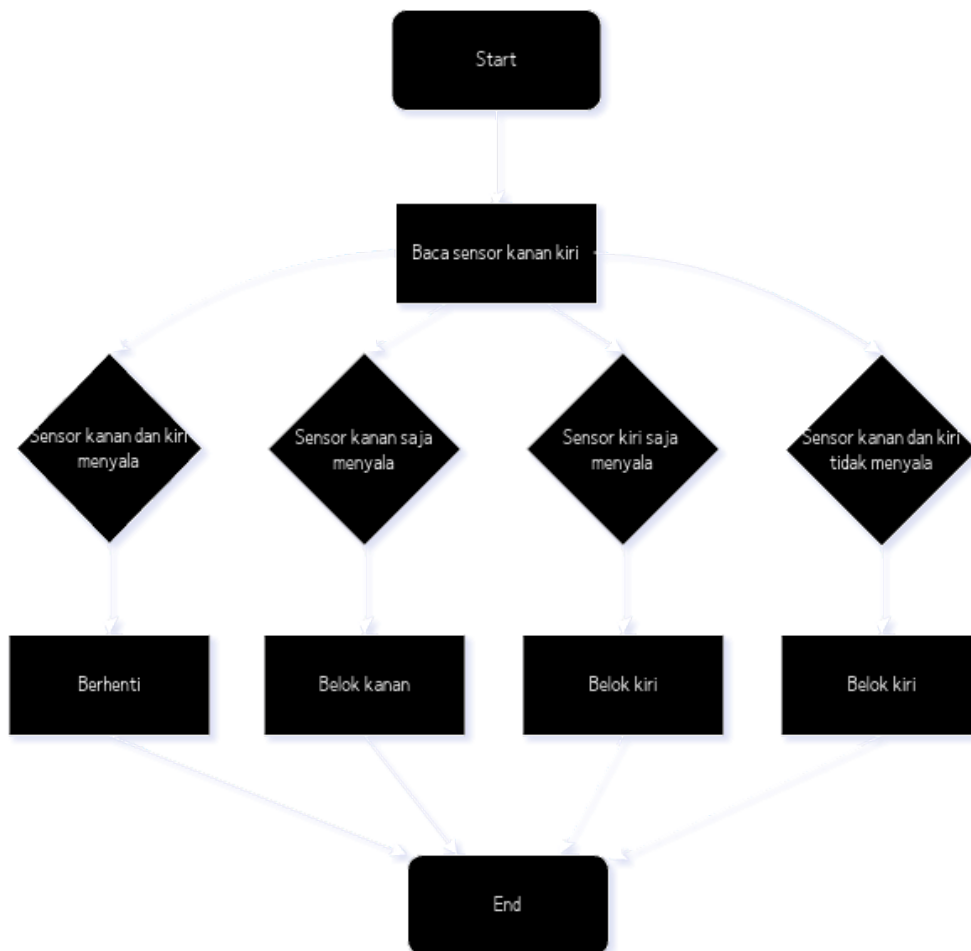 Start
Baca sensor kanan kiri
Sensor kanan dan kiri
menyala
Sensor kanan saja
menyala
Sensor kiri saja
menyala
Sensor kanan dan kiri
tidak menyala
Berhenti
Belok kanan
Belok kiri
Belok kiri
End